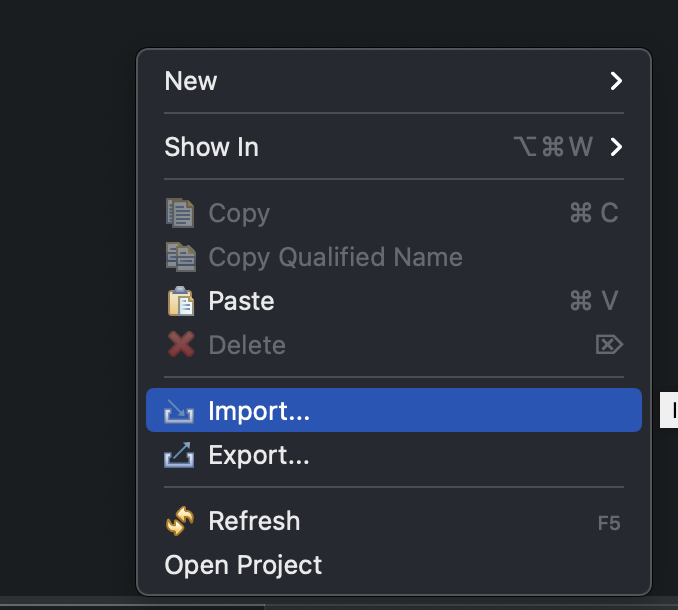 New
Show In ⌥⌘W
Copy ⌘ C
Copy Qualified Name
Paste ⌘ V
Delete ⌦
Import...
Export...
Refresh F5
Open Project